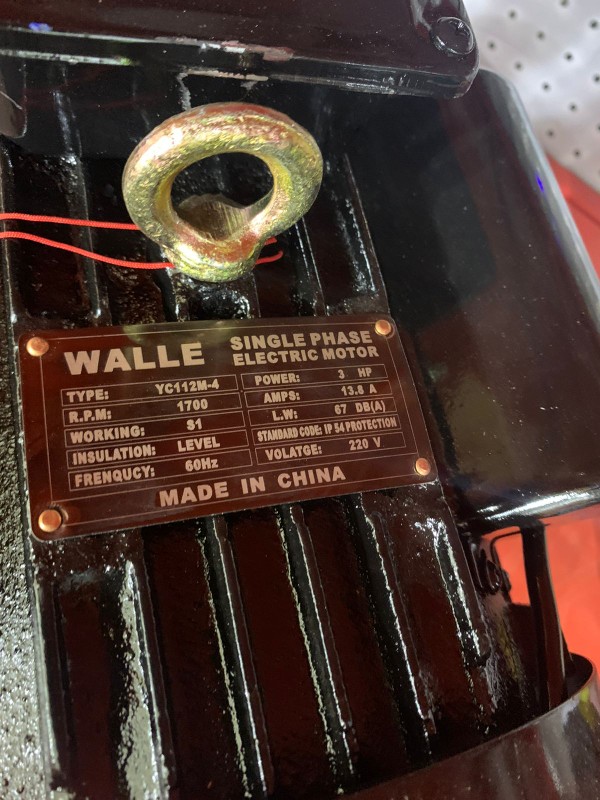 WALLE
SINGLE PHASE
ELECTRIC MOTOR
TYPE: YC112M-4
R.P.M: 1700
WORKING: S1
INSULATION: LEVEL
FRENQUCY: 60Hz
POWER: 3 HP
AMPS: 13.8 A
L.W: 67 DB(A)
STANDARD CODE: IP 54 PROTECTION
VOLATGE: 220 V
MADE IN CHINA